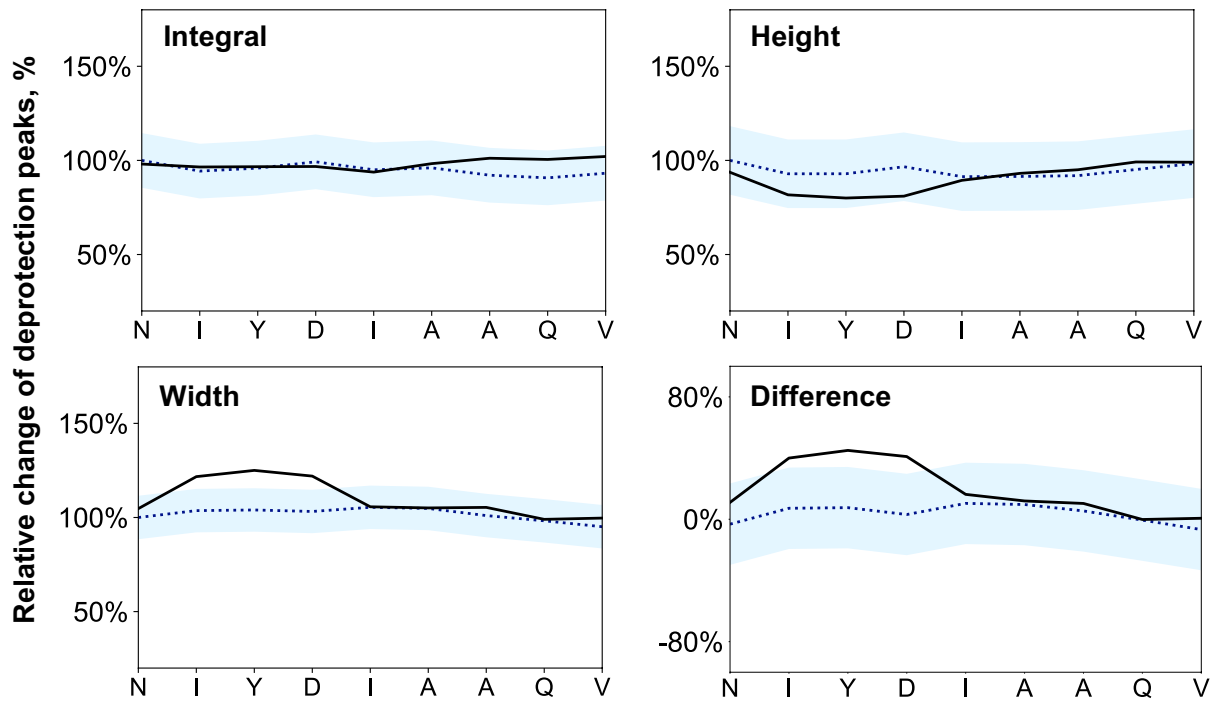 Relative change of deprotection peaks, %
Integral
150%
100%
50%
N I Y D I A A Q V
Height
150%
100%
50%
N I Y D I A A Q V
Width
150%
100%
50%
N I Y D I A A Q V
Difference
80%
0%
-80%
N I Y D I A A Q V